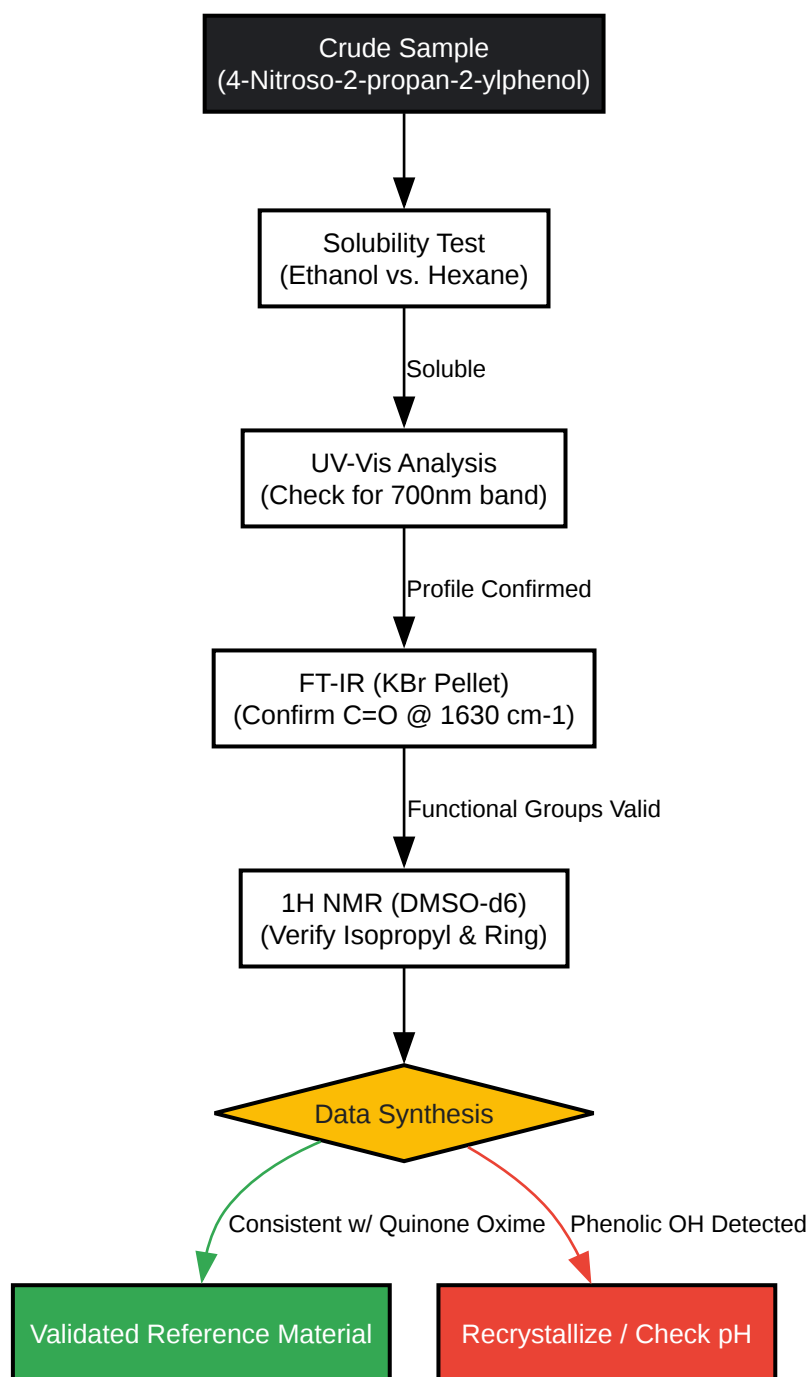 Crude Sample
(4-Nitroso-2-propan-2-ylphenol)
Solubility Test
(Ethanol vs. Hexane)
Soluble
UV-Vis Analysis
(Check for 700nm band)
Profile Confirmed
FT-IR (KBr Pellet)
(Confirm C=O @ 1630 cm-1)
Functional Groups Valid
1H NMR (DMSO-d6)
(Verify Isopropyl & Ring)
Data Synthesis
Consistent w/ Quinone Oxime
Phenolic OH Detected
Validated Reference Material
Recrystallize / Check pH